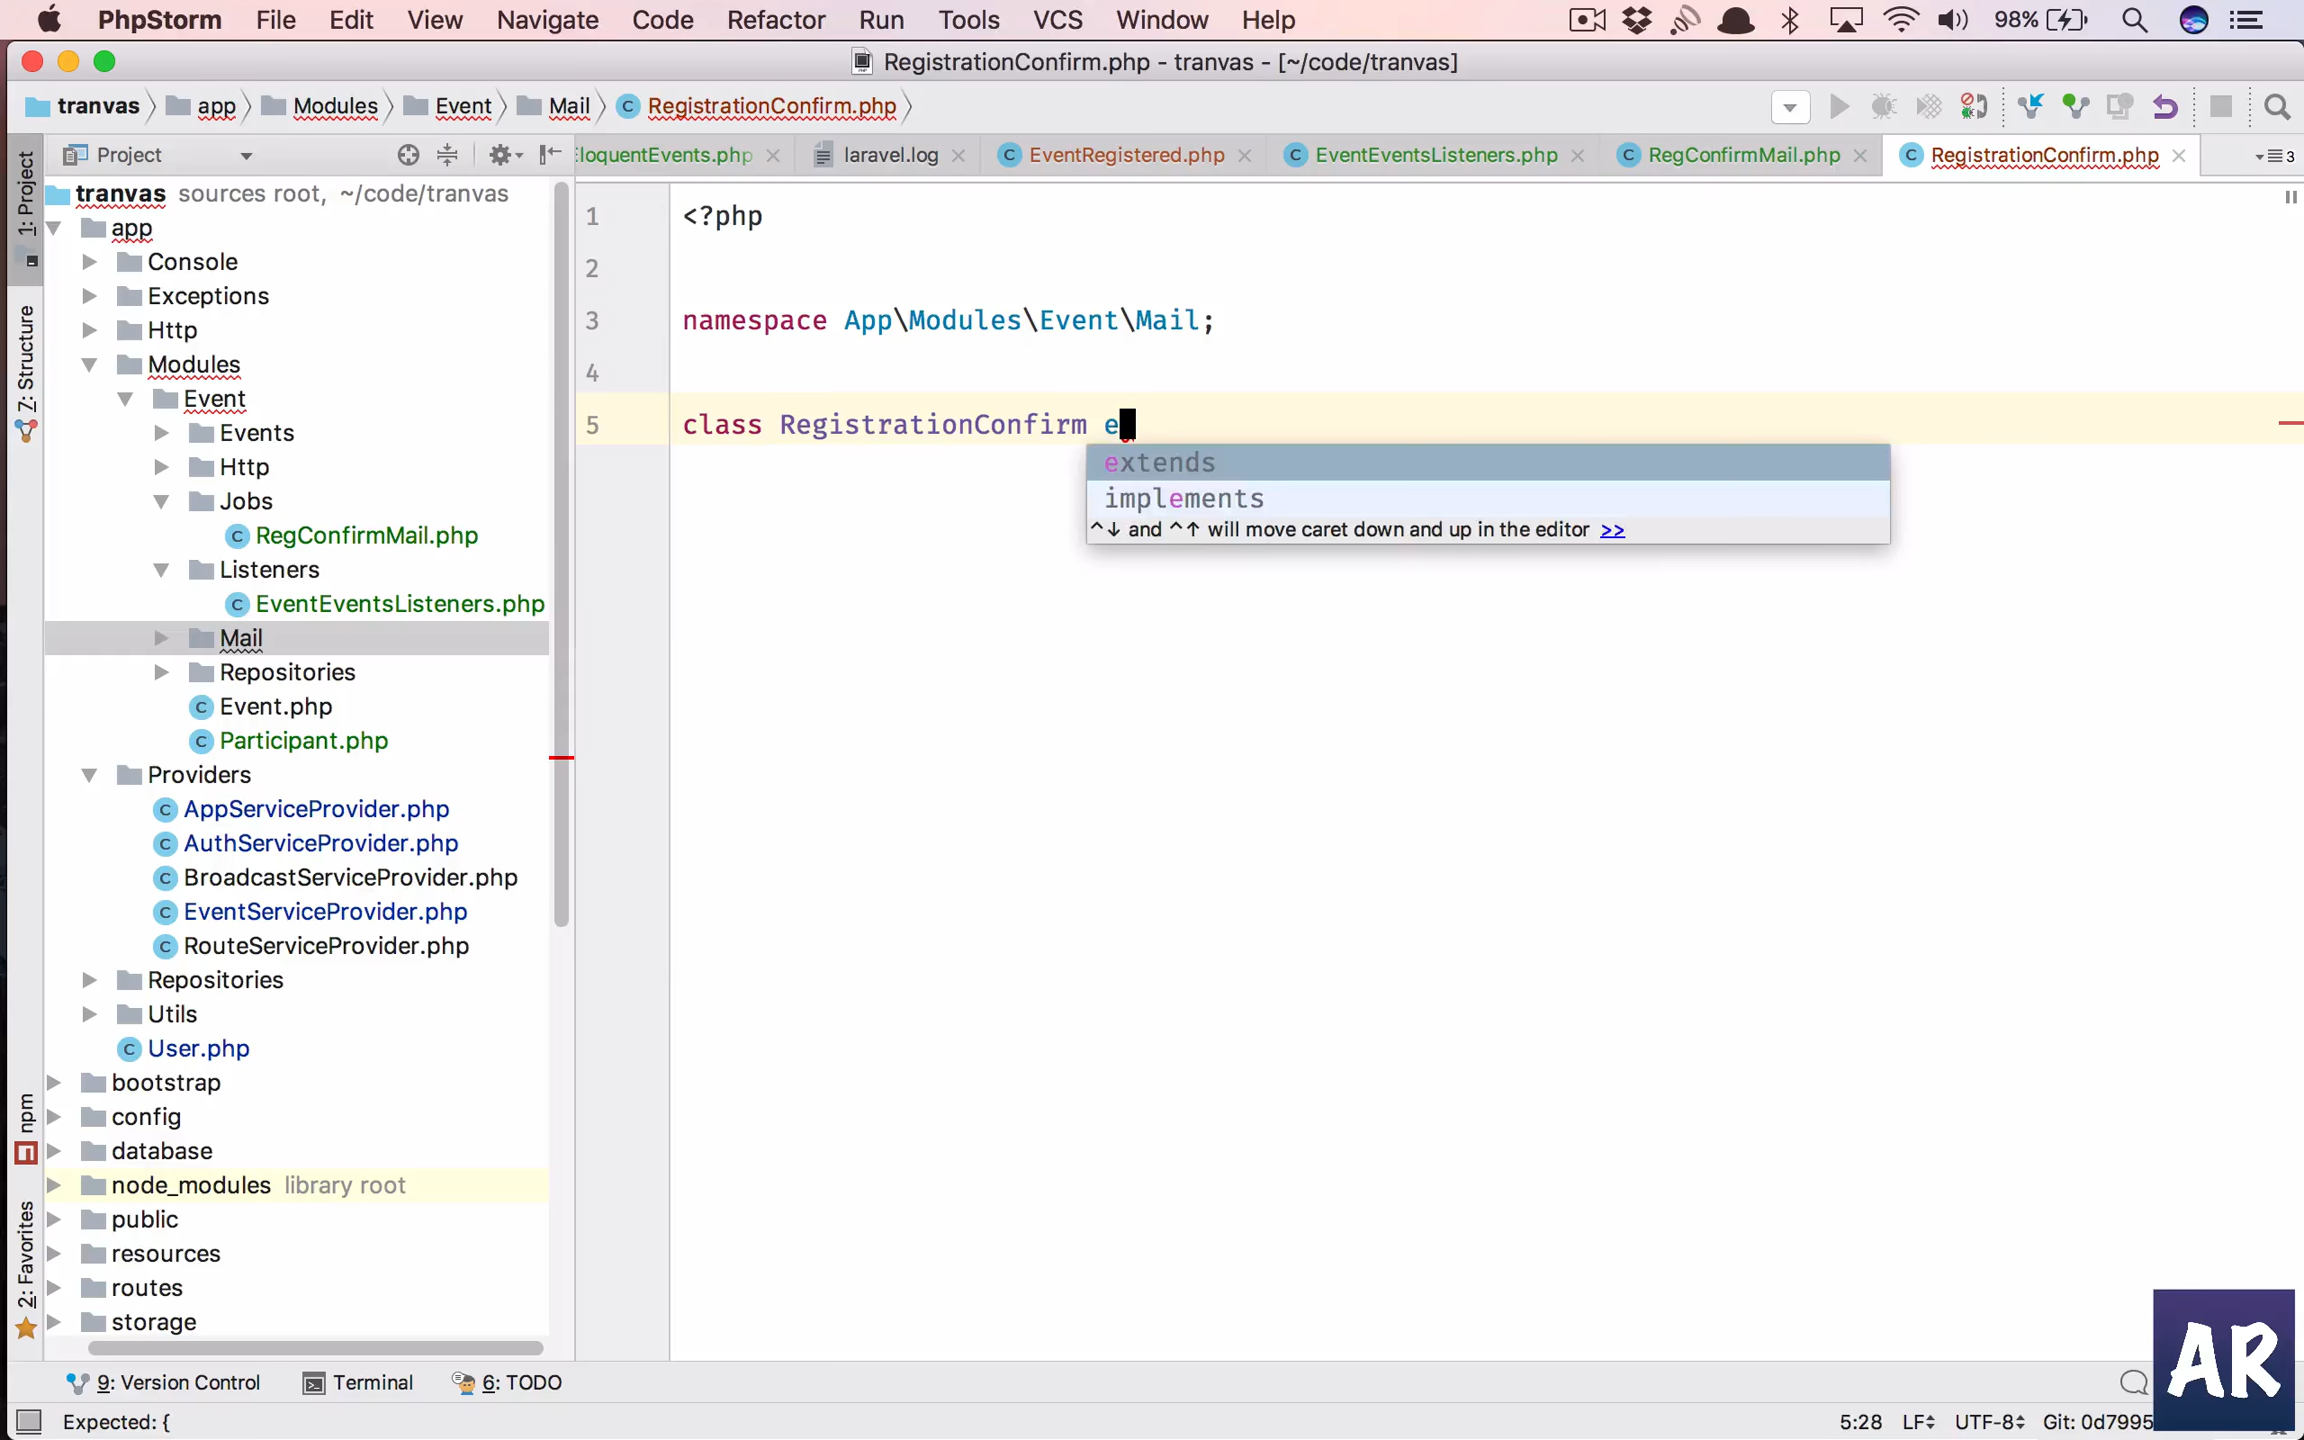 PhpStorm File Edit View Navigate Code Refactor Run Tools VCS Window Help 98%
RegistrationConfirm.php - tranvas - [~/code/tranvas]
tranvas app Modules Event Mail RegistrationConfirm.php
Project
loquentEvents.php laravel.log EventRegistered.php EventEventsListeners.php RegConfirmMail.php RegistrationConfirm.php 3
1: Project
7: Structure
npm
2: Favorites
tranvas sources root, ~/code/tranvas
app
Console
Exceptions
Http
Modules
Event
Events
Http
Jobs
RegConfirmMail.php
Listeners
EventEventsListeners.php
Mail
Repositories
Event.php
Participant.php
Providers
AppServiceProvider.php
AuthServiceProvider.php
BroadcastServiceProvider.php
EventServiceProvider.php
RouteServiceProvider.php
Repositories
Utils
User.php
bootstrap
config
database
node_modules library root
public
resources
routes
storage
1 <?php
2
3 namespace App\Modules\Event\Mail;
4
5 class RegistrationConfirm e
extends
implements
^↓ and ^↑ will move caret down and up in the editor >>
9: Version Control Terminal 6: TODO
Expected: { 5:28 LF UTF-8 Git: 0d7995
AR